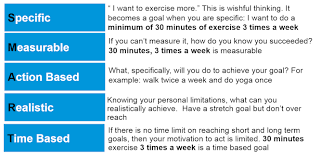 Specific
" I want to exercise more." This is wishful thinking. It
becomes a goal when you are specific: I want to do a
minimum of 30 minutes of exercise 3 times a week
Measurable
If you can't measure it, how do you know you succeeded?
30 minutes, 3 times a week is measurable
Action Based
What, specifically, will you do to achieve your goal? For
example: walk twice a week and do yoga once
Realistic
Knowing your personal limitations, what can you
realistically achieve. Have a stretch goal but don't over
reach
Time Based
If there is no time limit on reaching short and long term
goals, then your motivation to act is limited. 30 minutes
exercise 3 times a week is a time based goal